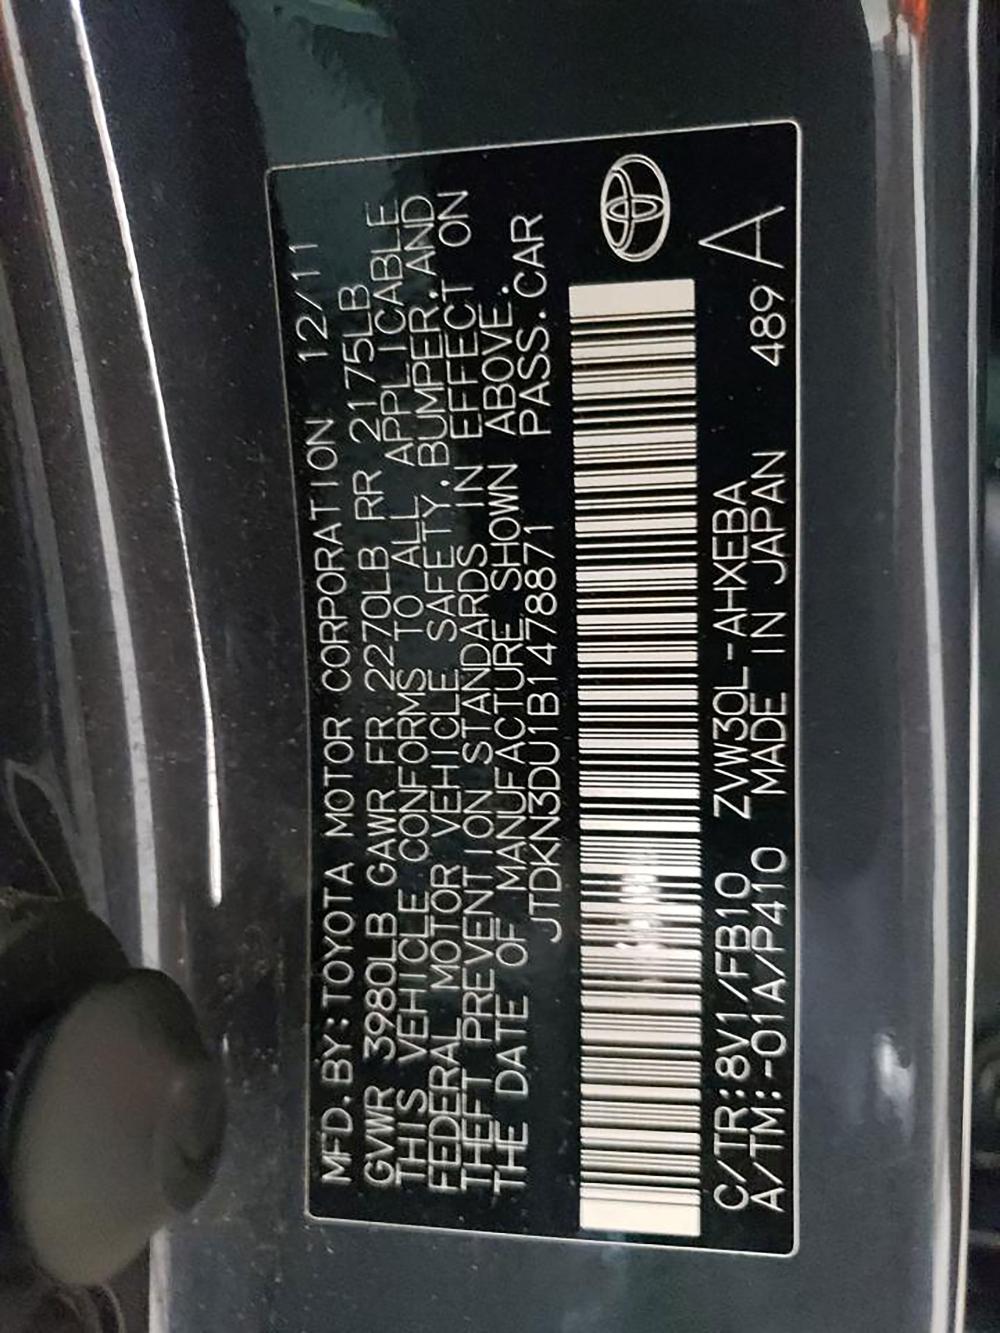 MFD.BY:TOYOTA MOTOR CORPORATION 12/11
GVWR 3980LB GAWR FR 2270LB RR 2175LB
THIS VEHICLE CONFORMS TO ALL APPLICABLE
FEDERAL MOTOR VEHICLE SAFETY.BUMPER.AND
THEFT PREVENTION STANDARDS IN EFFECT ON
THE DATE OF MANUFACTURE SHOWN ABOVE.
JTDKN3DU1B1478871 PASS.CAR
C/TR:8V1/FB10 ZVW30L-AHXEBA
A/TM:-01A/P410 MADE IN JAPAN 489A